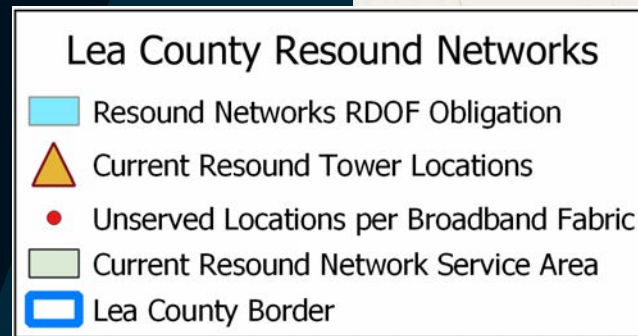 Lea County Resound Networks
Resound Networks RDOF Obligation
Current Resound Tower Locations
Unserved Locations per Broadband Fabric
Current Resound Network Service Area
Lea County Border